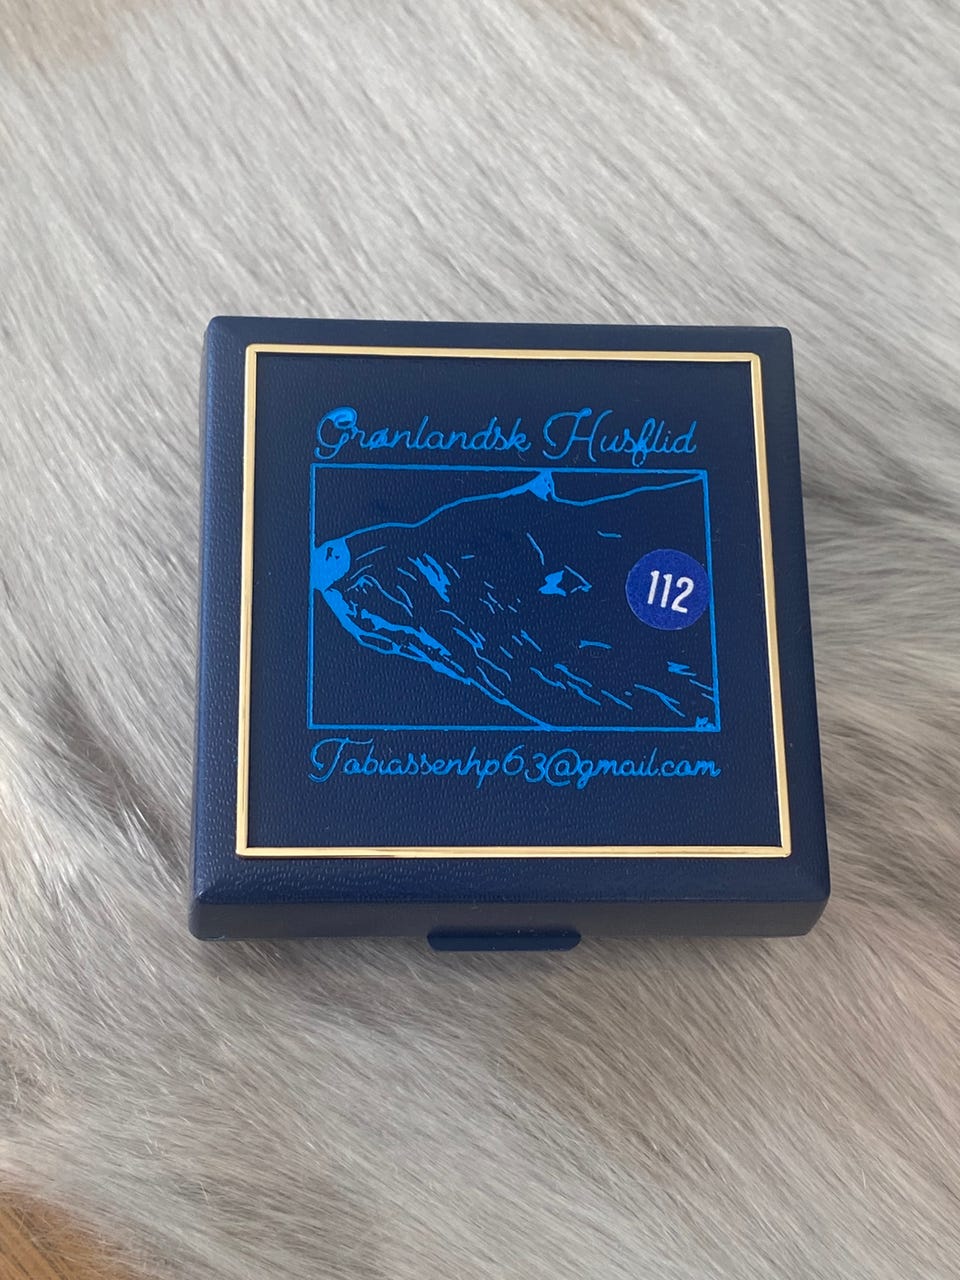 Grønlandsk Husflid
112
Tobiassenhp63@gmail.com